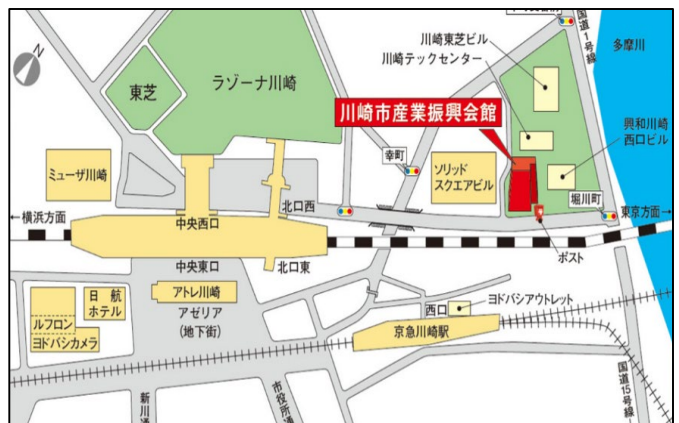 国道1号線
多摩川
川崎東芝ビル
川崎テックセンター
N
ラゾーナ川崎
東芝
川崎市産業振興会館
興和川崎
西口ビル
幸町
ソリッド
スクエアビル
ミューザ川崎
堀川町
北口西
←横浜方面
東京方面→
中央西口
ポスト
中央東口
北口東
アトレ川崎
日航
ホテル
ルフロン
ヨドバシカメラ
アゼリア
(地下街)
西口
ヨドバシアウトレット
京急川崎駅
新川通
市役所通
国道15号線